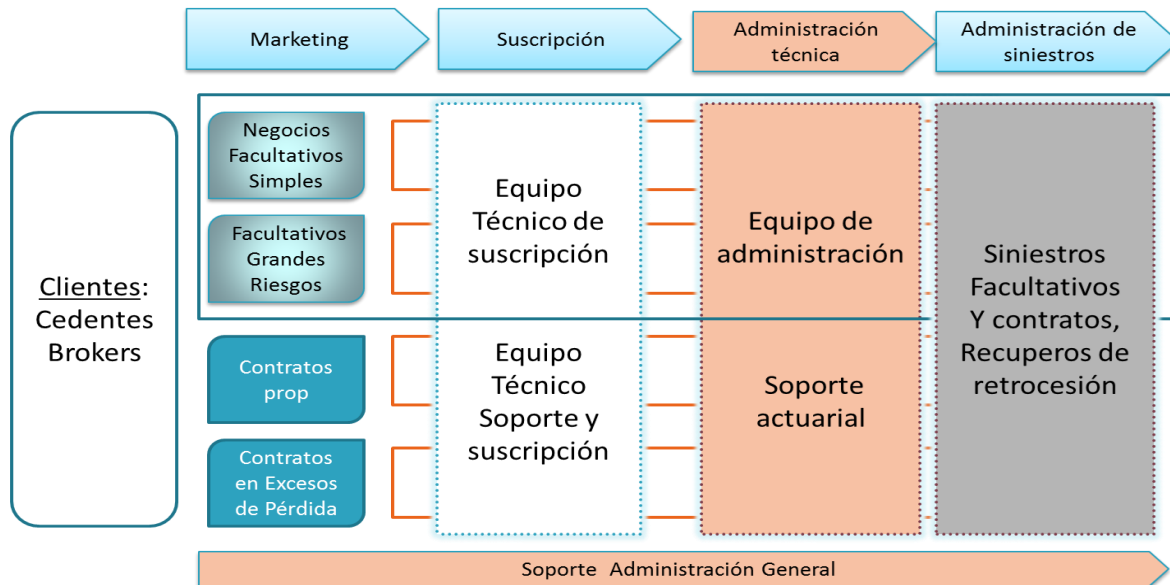 Marketing
Suscripción
Administración
técnica
Administración de
siniestros
Clientes:
Cedentes
Brokers
Negocios
Facultativos
Simples
Facultativos
Grandes
Riesgos
Contratos
prop
Contratos
en Excesos
de Pérdida
Equipo
Técnico de
suscripción
Equipo
Técnico
Soporte y
suscripción
Equipo de
administración
Soporte
actuarial
Siniestros
Facultativos
Y contratos,
Recuperos de
retrocesión
Soporte Administración General